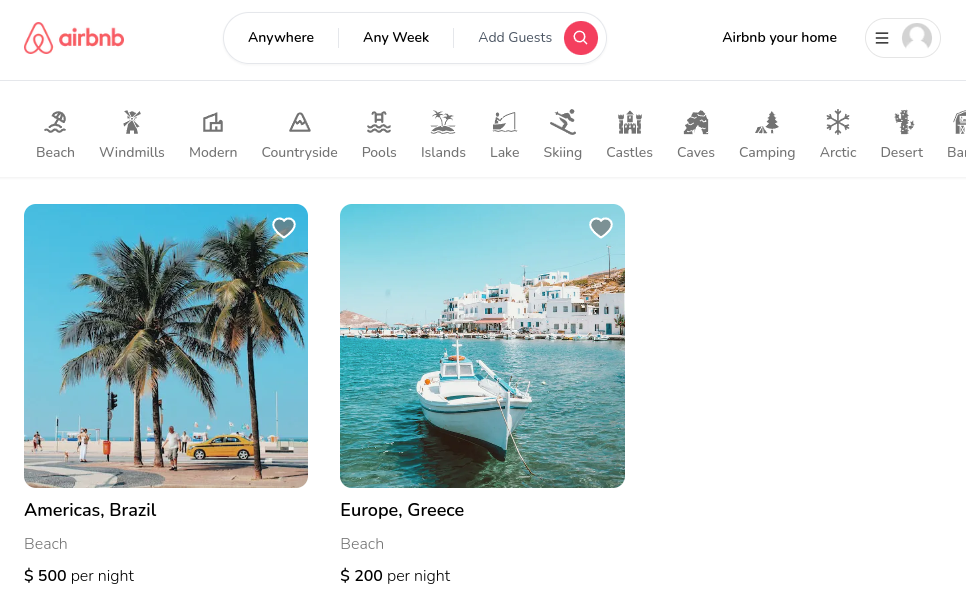 airbnb
Anywhere
Any Week
Add Guests
Airbnb your home
Beach
Windmills
Modern
Countryside
Pools
Islands
Lake
Skiing
Castles
Caves
Camping
Arctic
Desert
Americas, Brazil
Beach
$ 500 per night
Europe, Greece
Beach
$ 200 per night